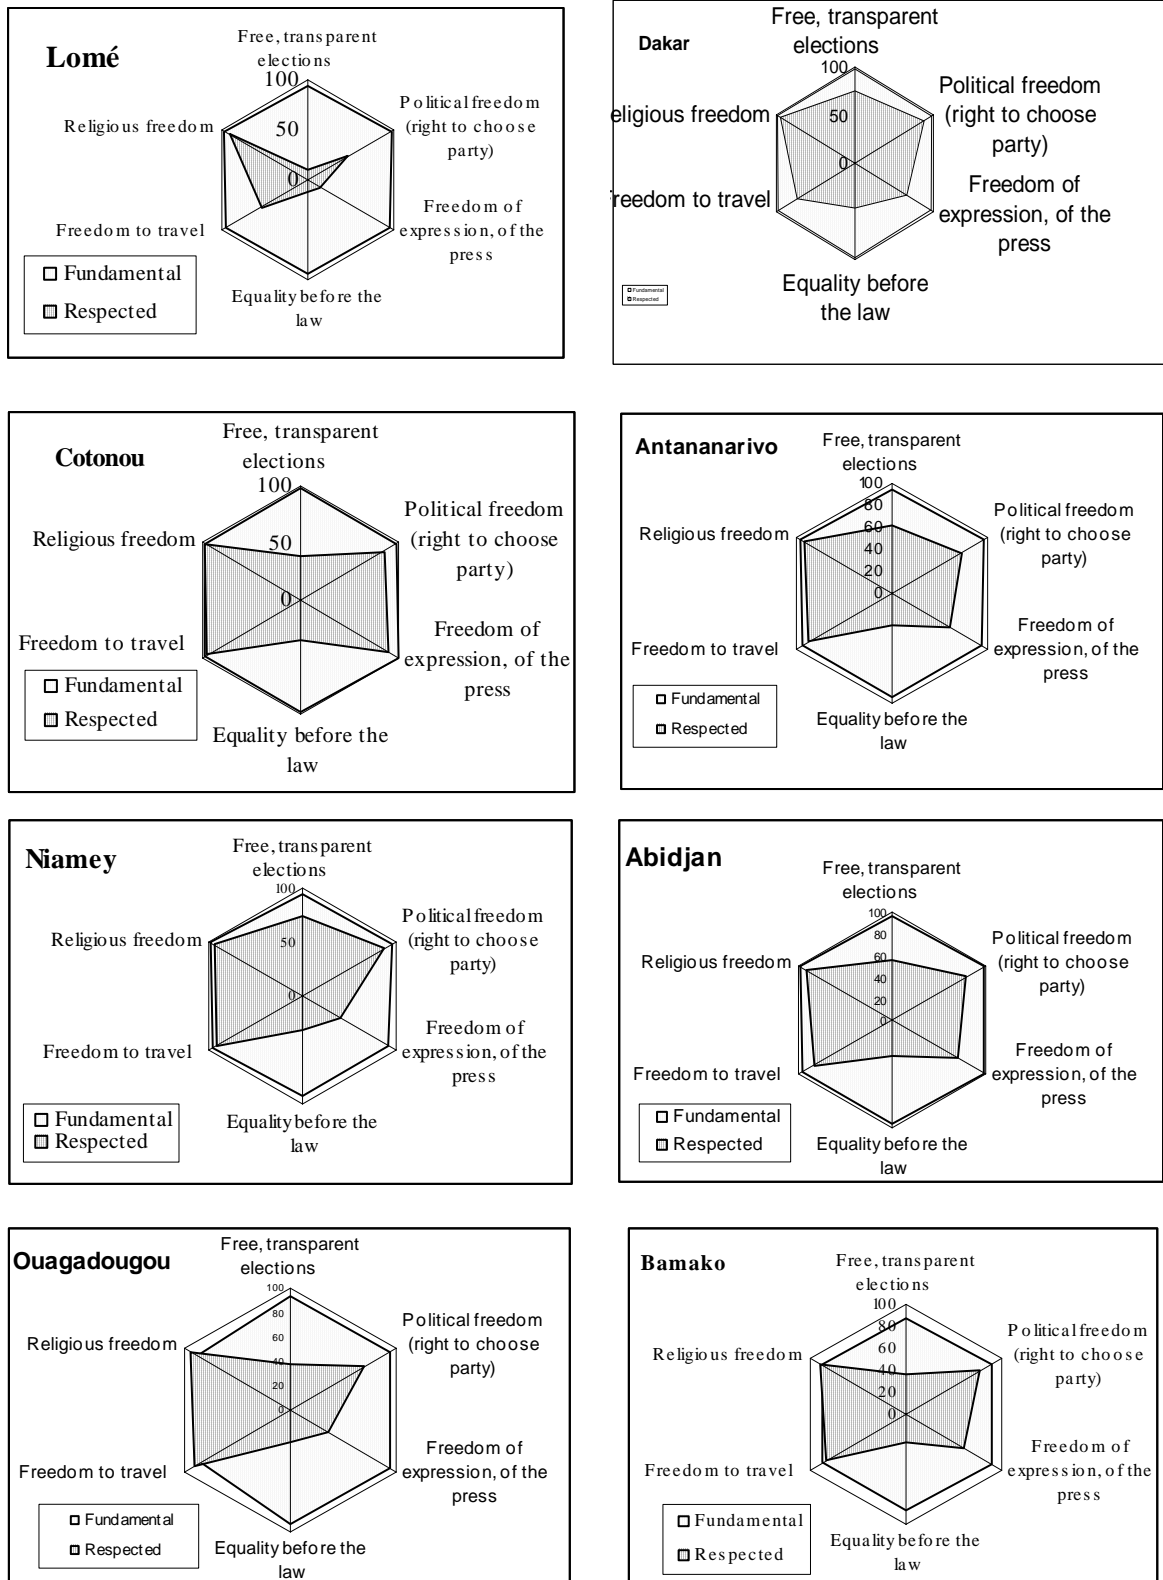 Lomé
Free, transparent
elections
100
50
0
Political freedom
(right to choose
party)
Religious freedom
Freedom to travel
Freedom of
expression, of the
press
Equality before the
law
Fundamental
Respected
Dakar
Free, transparent
elections
100
50
0
Political freedom
(right to choose
party)
eligious freedom
reedom to travel
Freedom of
expression, of the
press
Equality before
the law
Fundamental
Respected
Cotonou
Free, transparent
elections
100
50
0
Political freedom
(right to choose
party)
Religious freedom
Freedom to travel
Freedom of
expression, of the
press
Equality before the
law
Fundamental
Respected
Antananarivo
Free, transparent
elections
100
80
60
40
20
0
Political freedom
(right to choose
party)
Religious freedom
Freedom to travel
Freedom of
expression, of the
press
Equality before the
law
Fundamental
Respected
Niamey
Free, transparent
elections
100
50
0
Political freedom
(right to choose
party)
Religious freedom
Freedom to travel
Freedom of
expression, of the
press
Equality before the
law
Fundamental
Respected
Abidjan
Free, transparent
elections
100
80
60
40
20
0
Political freedom
(right to choose
party)
Religious freedom
Freedom to travel
Freedom of
expression, of the
press
Equality before the
law
Fundamental
Respected
Ouagadougou
Free, transparent
elections
100
80
60
40
20
0
Political freedom
(right to choose
party)
Religious freedom
Freedom to travel
Freedom of
expression, of the
press
Equality before the
law
Fundamental
Respected
Bamako
Free, transparent
elections
100
80
60
40
20
0
Political freedom
(right to choose
party)
Religious freedom
Freedom to travel
Freedom of
expression, of the
press
Equality before the
law
Fundamental
Respected